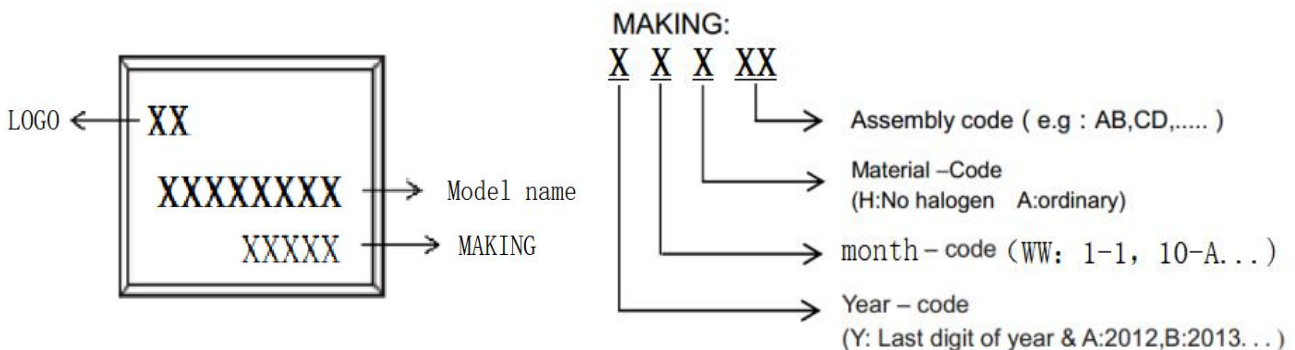 LOGO
XX
XXXXXXXX
Model name
XXXXX
MAKING
MAKING:
X X X XX
Assembly code ( e.g : AB,CD,..... )
Material –Code
(H:No halogen A:ordinary)
month – code (WW: 1-1, 10-A...)
Year – code
(Y: Last digit of year & A:2012,B:2013...)